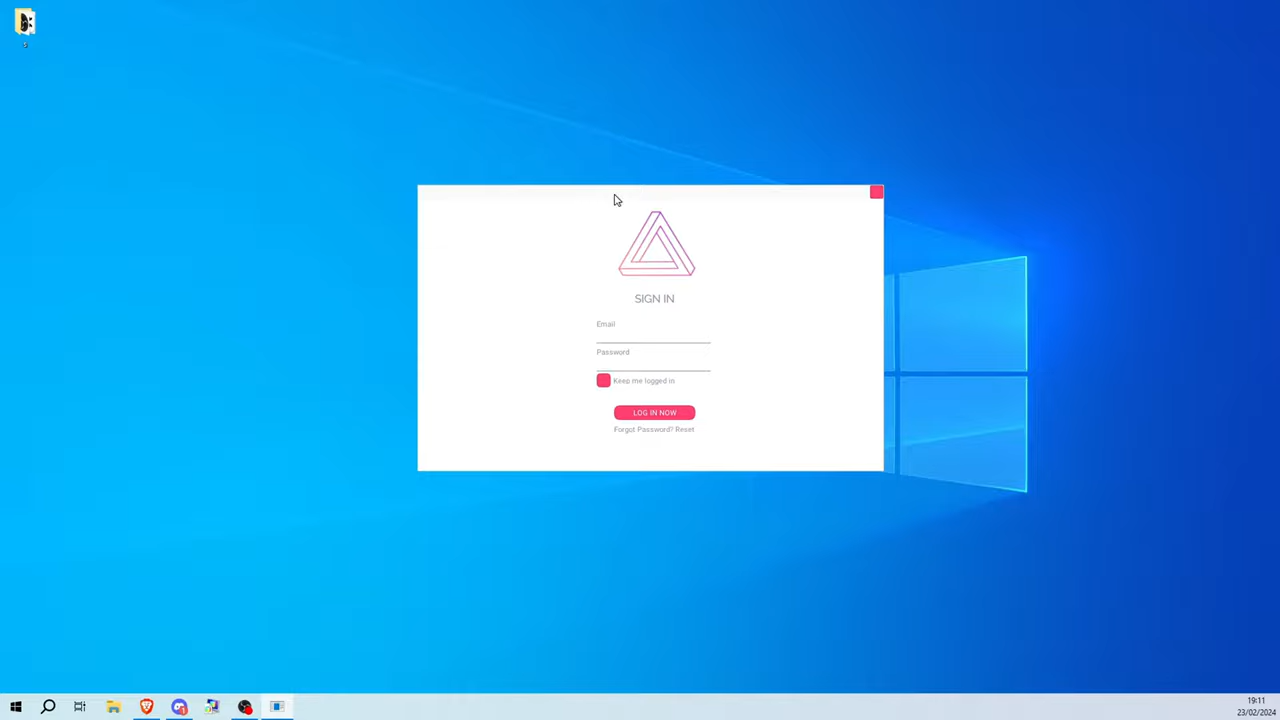 s
SIGN IN
Email
Password
Keep me logged in
LOG IN NOW
Forgot Password? Reset
19:11
23/02/2024